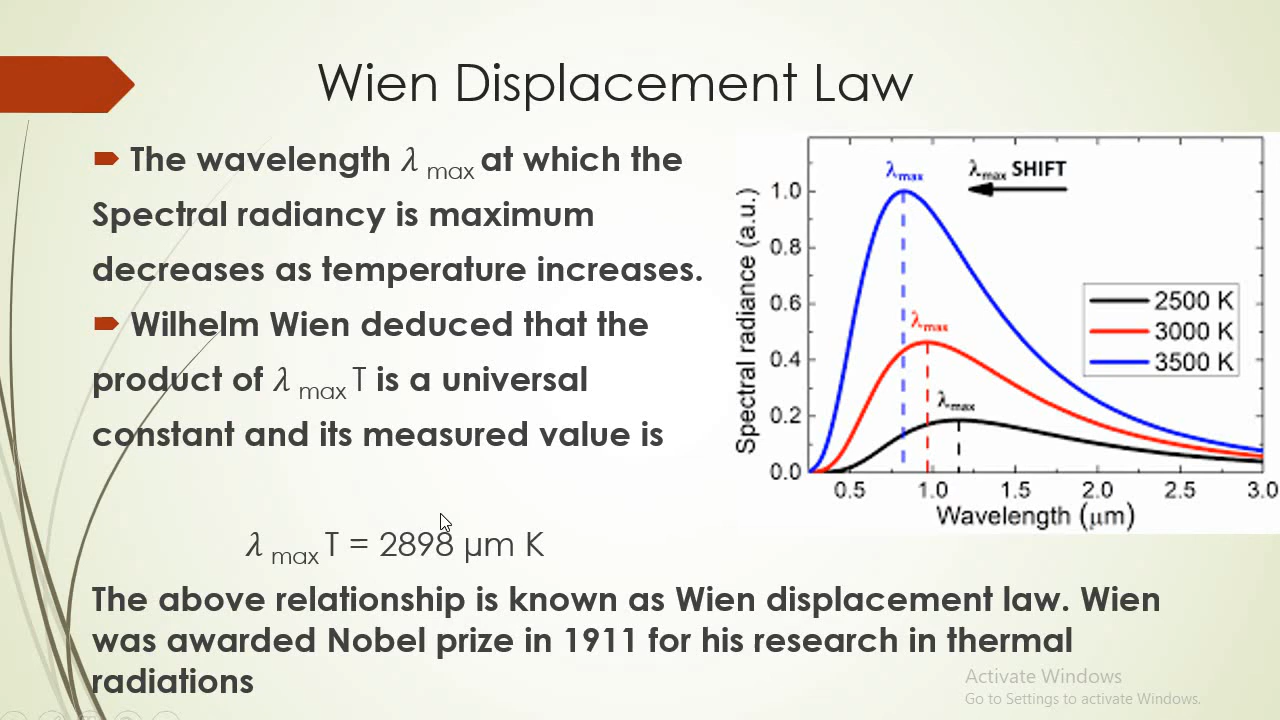 Wien Displacement Law
The wavelength λ max at which the
Spectral radiancy is maximum
decreases as temperature increases.
Wilhelm Wien deduced that the
product of λ max T is a universal
constant and its measured value is
λ max T = 2898 μm K
The above relationship is known as Wien displacement law. Wien
was awarded Nobel prize in 1911 for his research in thermal
radiations
λmax
λmax SHIFT
λmax
λmax
2500 K
3000 K
3500 K
Spectral radiance (a.u.)
1.0
0.8
0.6
0.4
0.2
0.0
0.5 1.0 1.5 2.0 2.5 3.0
Wavelength (μm)
Activate Windows
Go to Settings to activate Windows.